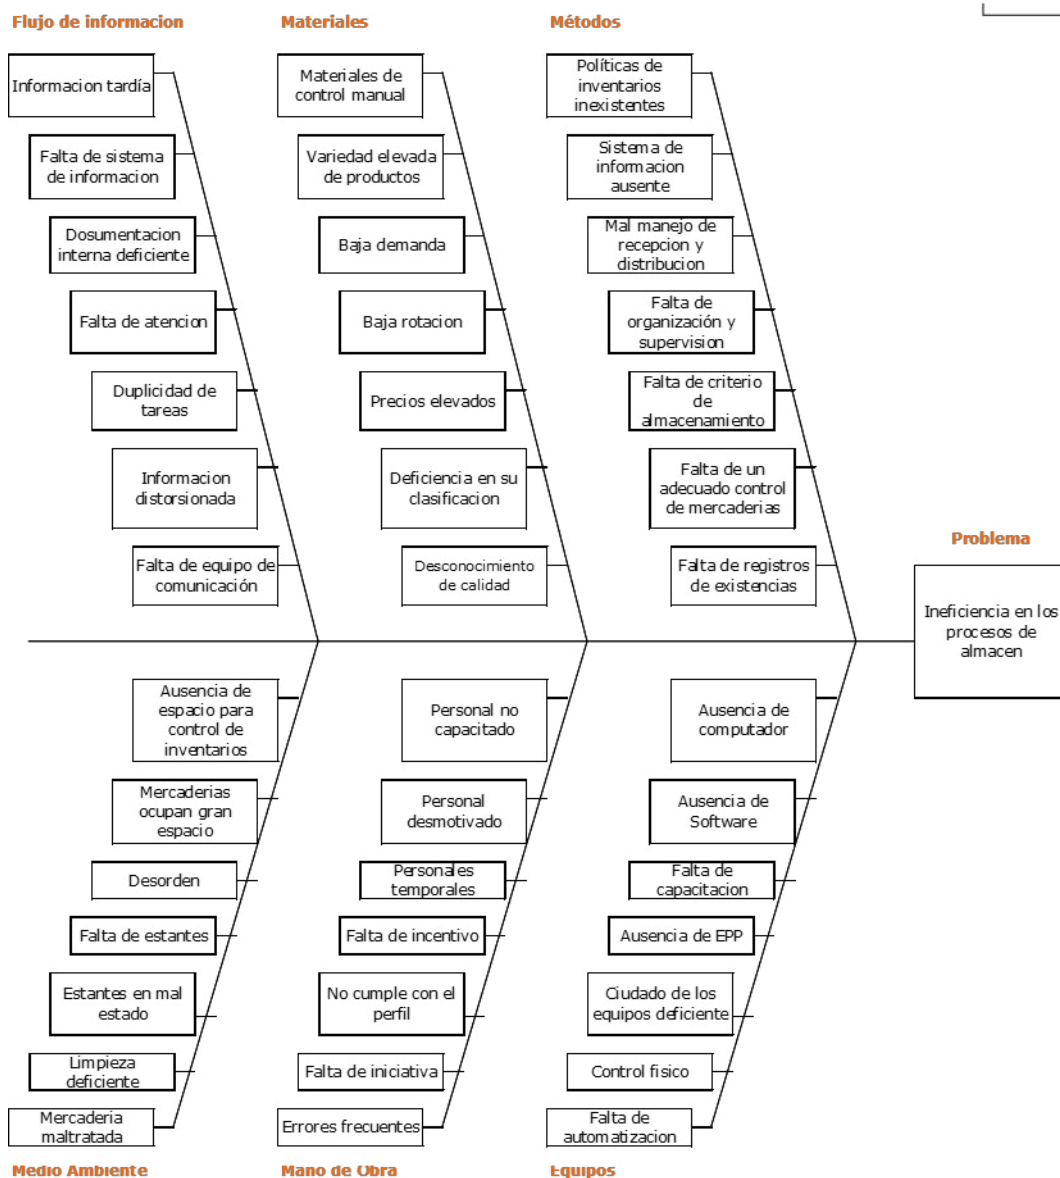 Flujo de informacion
Materiales
Métodos
Informacion tardía
Materiales de
control manual
Políticas de
inventarios
inexistentes
Falta de sistema
de informacion
Variedad elevada
de productos
Sistema de
informacion
ausente
Dosumentacion
interna deficiente
Baja demanda
Mal manejo de
recepcion y
distribucion
Falta de atencion
Baja rotacion
Falta de
organización y
supervision
Duplicidad de
tareas
Precios elevados
Falta de criterio
de
almacenamiento
Informacion
distorsionada
Deficiencia en su
clasificacion
Falta de un
adecuado control
de mercaderias
Falta de equipo de
comunicación
Desconocimiento
de calidad
Falta de registros
de existencias
Problema
Ineficiencia en los
procesos de
almacen
Ausencia de
espacio para
control de
inventarios
Personal no
capacitado
Ausencia de
computador
Mercaderias
ocupan gran
espacio
Personal
desmotivado
Ausencia de
Software
Desorden
Personales
temporales
Falta de
capacitacion
Falta de estantes
Falta de incentivo
Ausencia de EPP
Estantes en mal
estado
No cumple con el
perfil
Ciudado de los
equipos deficiente
Limpieza
deficiente
Falta de iniciativa
Control fisico
Mercaderia
maltratada
Errores frecuentes
Falta de
automatizacion
Medio Ambiente
Mano de Obra
Equipos